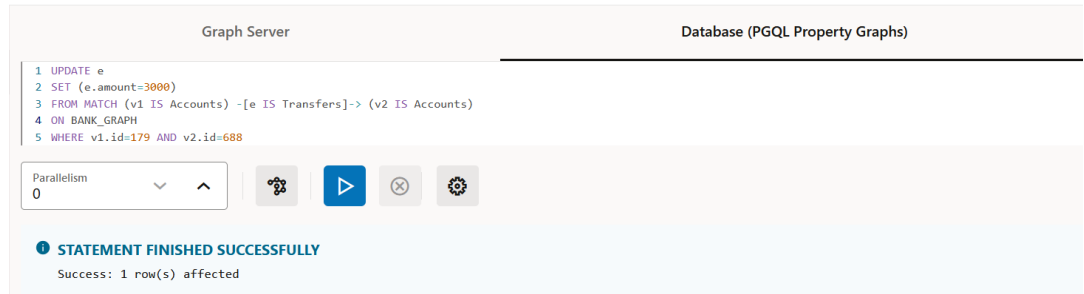 Graph Server
Database (PGQL Property Graphs)
1 UPDATE e
2 SET (e.amount=3000)
3 FROM MATCH (v1 IS Accounts) -[e IS Transfers]-> (v2 IS Accounts)
4 ON BANK_GRAPH
5 WHERE v1.id=179 AND v2.id=688
Parallelism
0
STATEMENT FINISHED SUCCESSFULLY
Success: 1 row(s) affected